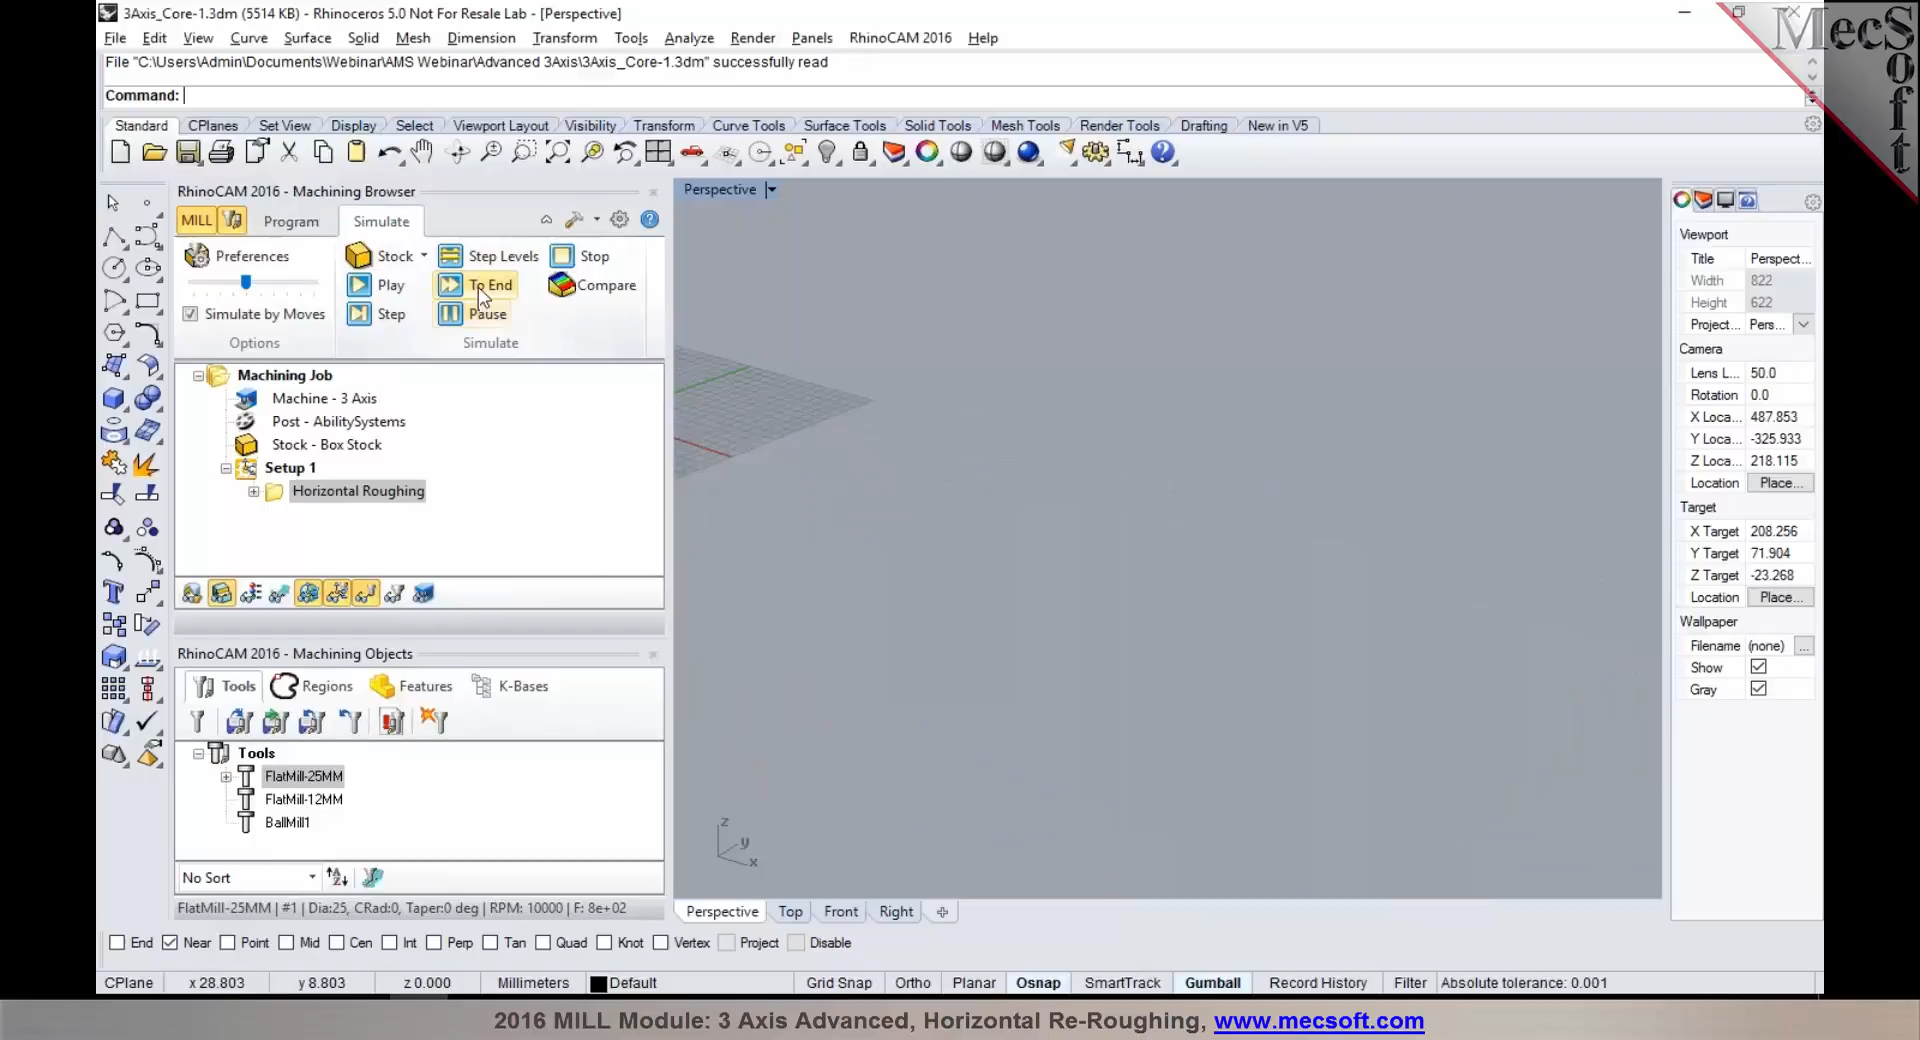 3Axis_Core-1.3dm (5514 KB) - Rhinoceros 5.0 Not For Resale Lab - [Perspective]
MecSoft
File Edit View Curve Surface Solid Mesh Dimension Transform Tools Analyze Render Panels RhinoCAM 2016 Help
File "C:\Users\Admin\Documents\Webinar\AMS Webinar\Advanced 3Axis\3Axis_Core-1.3dm" successfully read
Command:
Standard CPlanes Set View Display Select Viewport Layout Visibility Transform Curve Tools Surface Tools Solid Tools Mesh Tools Render Tools Drafting New in V5
RhinoCAM 2016 - Machining Browser
MILL Program Simulate
Preferences Stock Step Levels Stop
Play To End Compare
Simulate by Moves Step Pause
Options Simulate
Machining Job
Machine - 3 Axis
Post - AbilitySystems
Stock - Box Stock
Setup 1
Horizontal Roughing
RhinoCAM 2016 - Machining Objects
Tools Regions Features K-Bases
Tools
FlatMill-25MM
FlatMill-12MM
BallMill1
No Sort
FlatMill-25MM | #1 | Dia:25, CRad:0, Taper:0 deg | RPM: 10000 | F: 8e+02
Perspective
z
y
x
Perspective Top Front Right
Viewport
Title Perspect...
Width 822
Height 622
Project... Pers...
Camera
Lens L... 50.0
Rotation 0.0
X Loca... 487.853
Y Loca... -325.933
Z Loca... 218.115
Location Place...
Target
X Target 208.256
Y Target 71.904
Z Target -23.268
Location Place...
Wallpaper
Filename (none) ...
Show
Gray
End Near Point Mid Cen Int Perp Tan Quad Knot Vertex Project Disable
CPlane x 28.803 y 8.803 z 0.000 Millimeters Default Grid Snap Ortho Planar Osnap SmartTrack Gumball Record History Filter Absolute tolerance: 0.001
2016 MILL Module: 3 Axis Advanced, Horizontal Re-Roughing, www.mecsoft.com